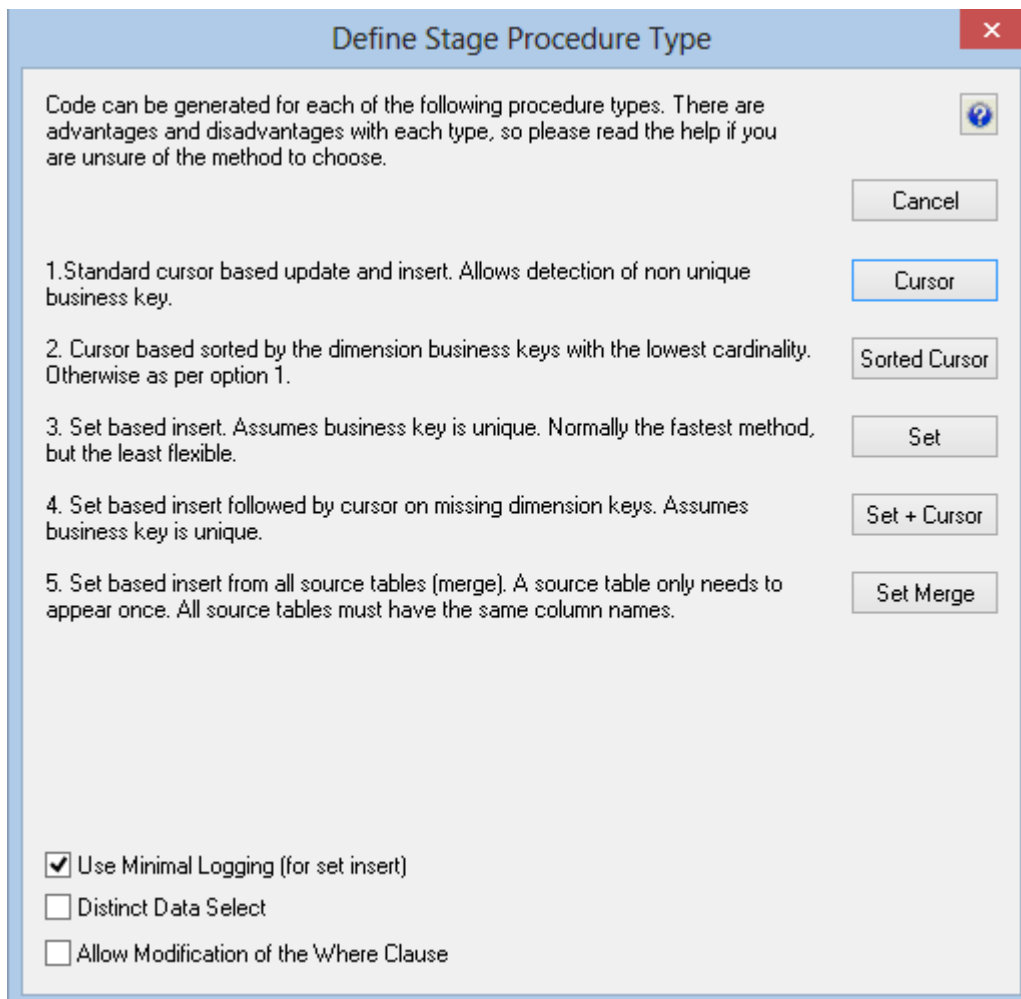 Define Stage Procedure Type
Code can be generated for each of the following procedure types. There are
advantages and disadvantages with each type, so please read the help if you
are unsure of the method to choose.
Cancel
1.Standard cursor based update and insert. Allows detection of non unique
business key.
Cursor
2. Cursor based sorted by the dimension business keys with the lowest cardinality.
Otherwise as per option 1.
Sorted Cursor
3. Set based insert. Assumes business key is unique. Normally the fastest method,
but the least flexible.
Set
4. Set based insert followed by cursor on missing dimension keys. Assumes
business key is unique.
Set + Cursor
5. Set based insert from all source tables (merge). A source table only needs to
appear once. All source tables must have the same column names.
Set Merge
Use Minimal Logging (for set insert)
Distinct Data Select
Allow Modification of the Where Clause